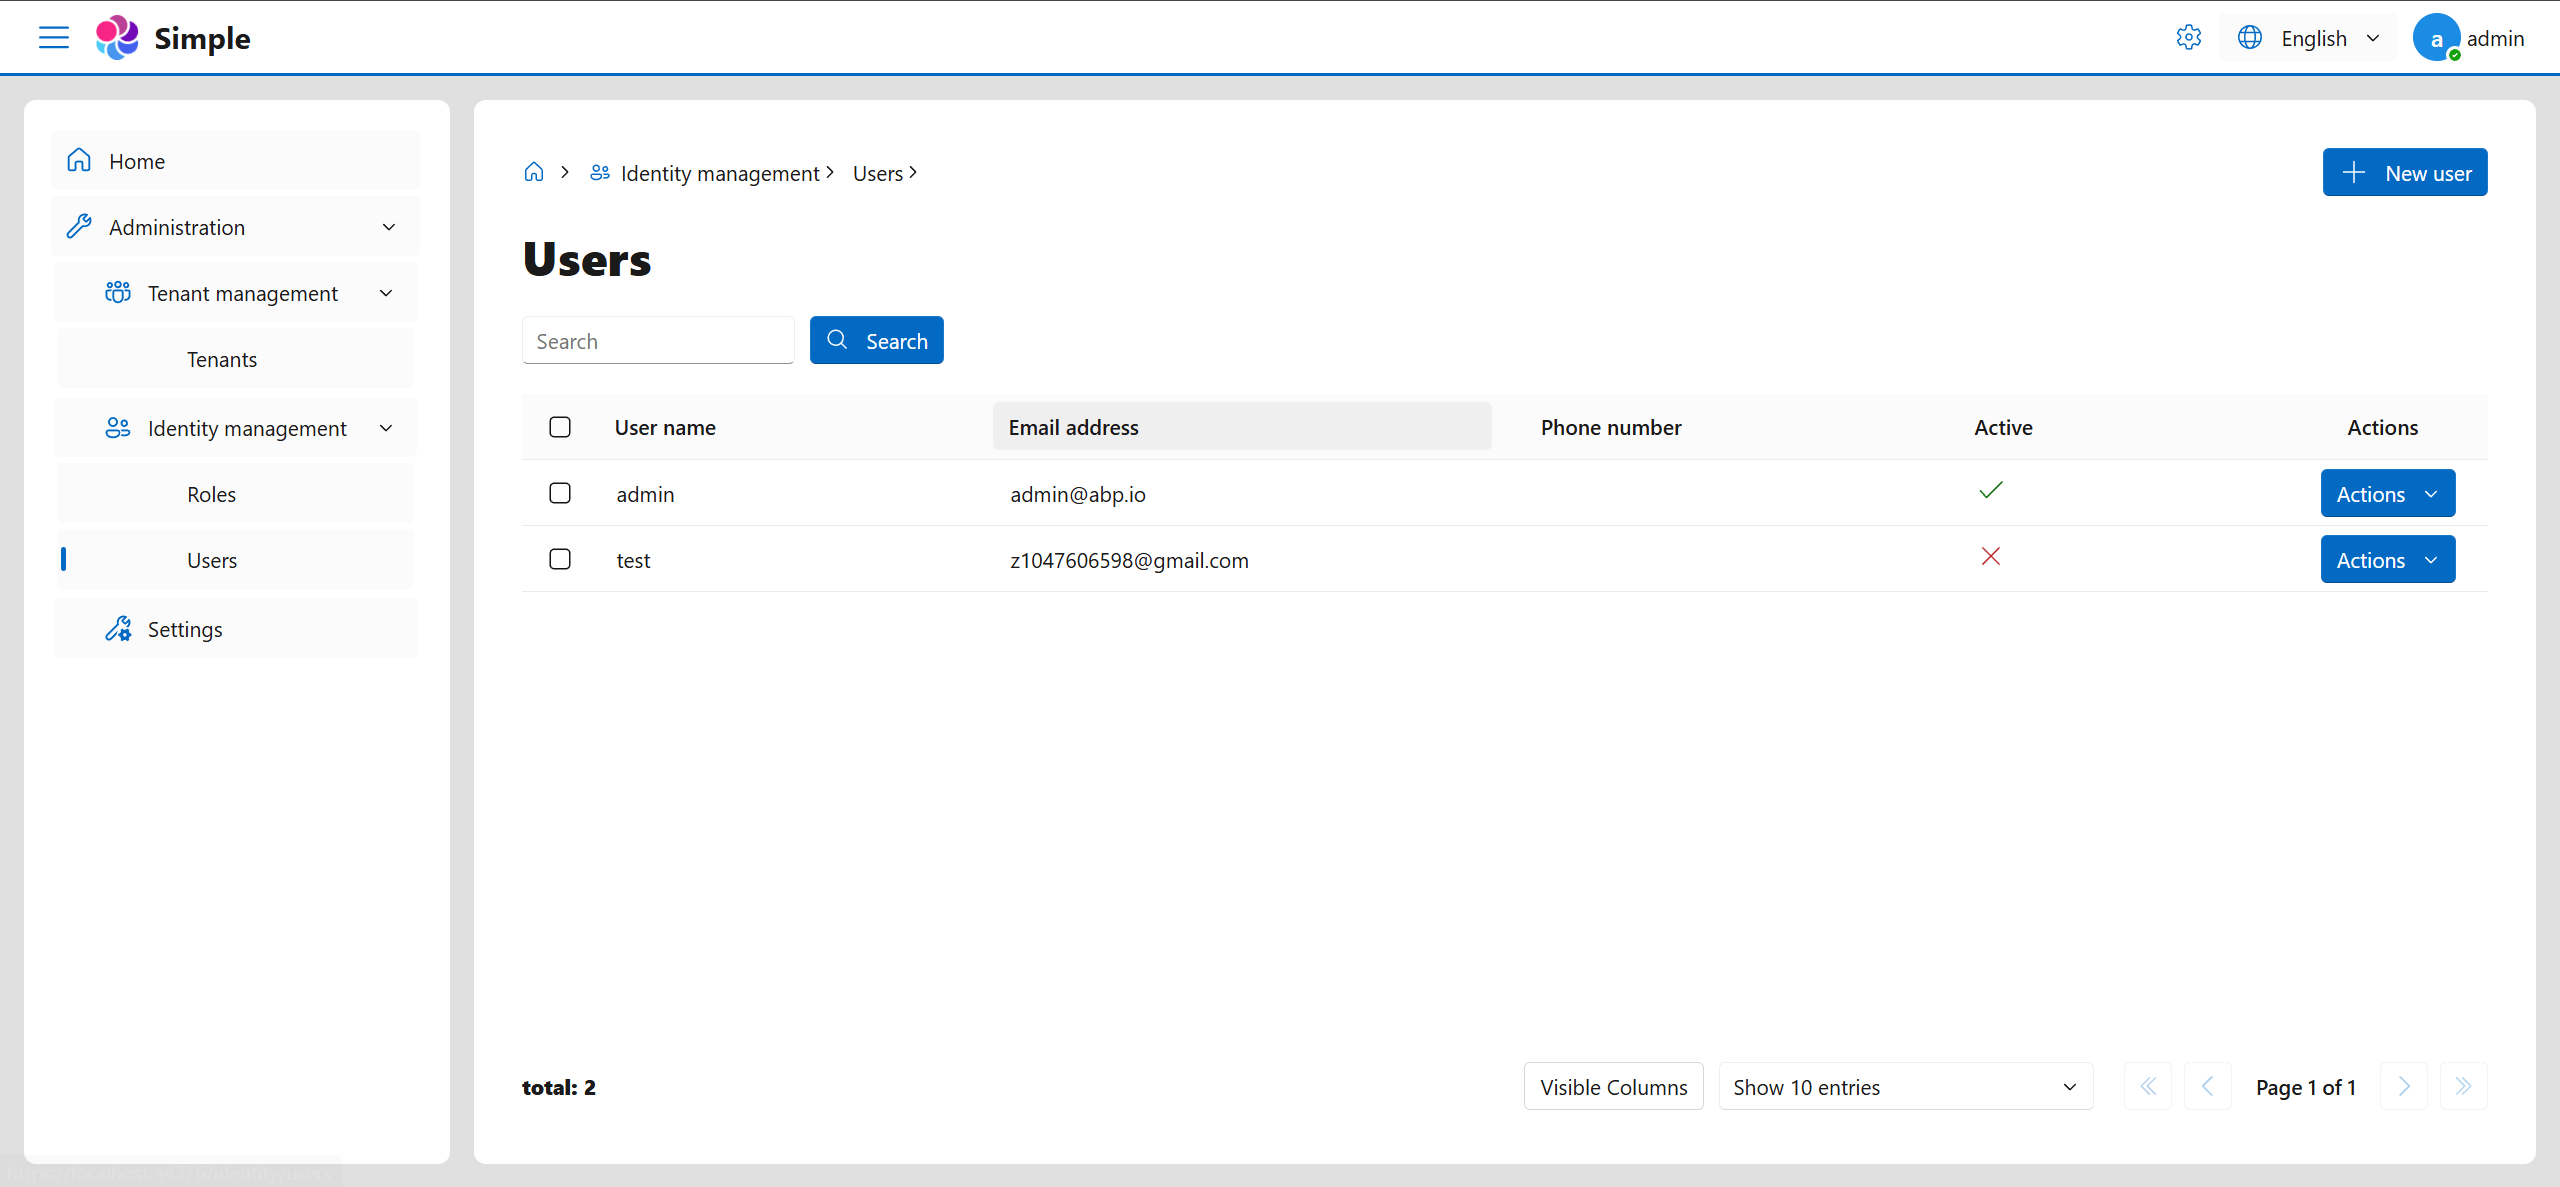 Simple
English
a
admin
Home
Administration
Tenant management
Tenants
Identity management
Roles
Users
Settings
Identity management
Users
New user
Users
Search
Search
User name
Email address
Phone number
Active
Actions
admin
admin@abp.io
Actions
test
z1047606598@gmail.com
Actions
total: 2
Visible Columns
Show 10 entries
Page 1 of 1